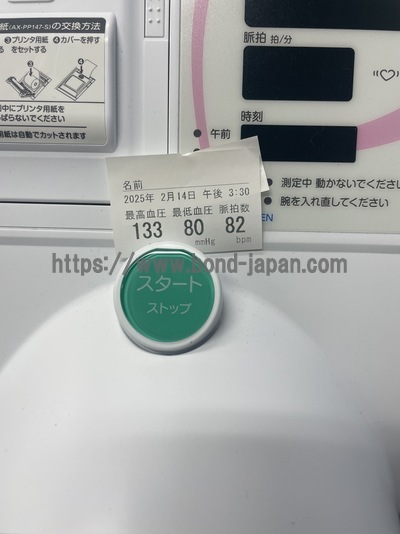 紙(AX-PP147-S)の交換方法
❸プリンタ用紙をセットする
❹カバーを押す
中にプリンタ用紙を
ばらないでください
用紙は自動でカットされます
脈拍 拍/分
時刻
午前
測定中 動かないでください
腕を入れ直してください
EN
名前
2025年 2月14日 午後 3:30
最高血圧 最低血圧 脈拍数
133 80 82
mmHg bpm
https://www.bond-japan.com
スタート
ストップ